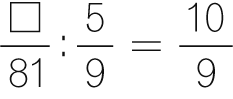 □/81 : 5/9 = 10/9